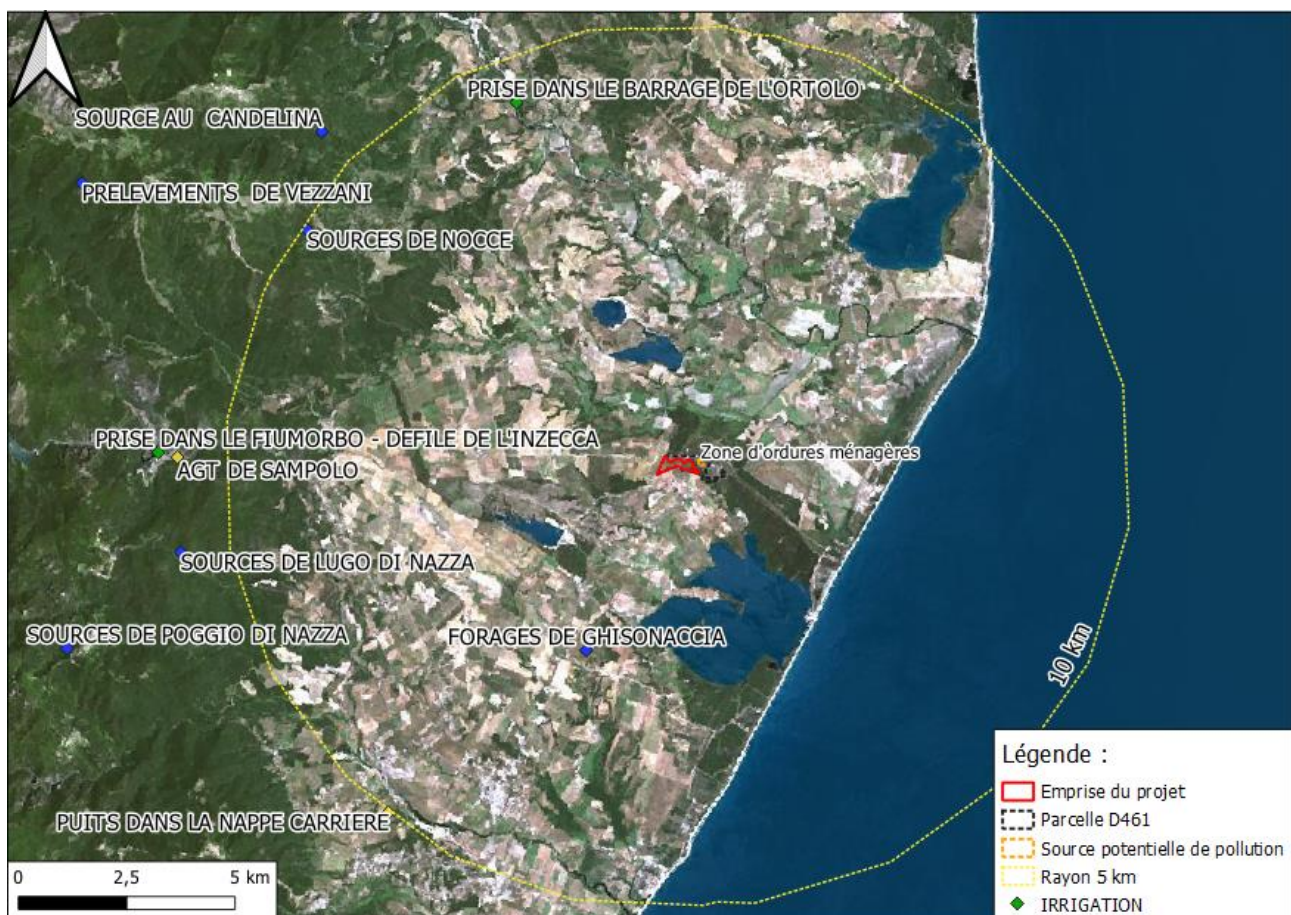 PRISE DANS LE BARRAGE DE L'ORTOLO
SOURCE AU CANDELINA
PRELEVEMENTS DE VEZZANI
SOURCES DE NOCCE
PRISE DANS LE FIUMORBO - DEFILE DE L'INZECCA
Zone d'ordures ménagères
AGT DE SAMPOLO
SOURCES DE LUGO DI NAZZA
SOURCES DE POGGIO DI NAZZA
FORAGES DE GHISONACCIA
10 km
PUITS DANS LA NAPPE CARRIERE
0 2,5 5 km
Légende :
Emprise du projet
Parcelle D461
Source potentielle de pollution
Rayon 5 km
IRRIGATION